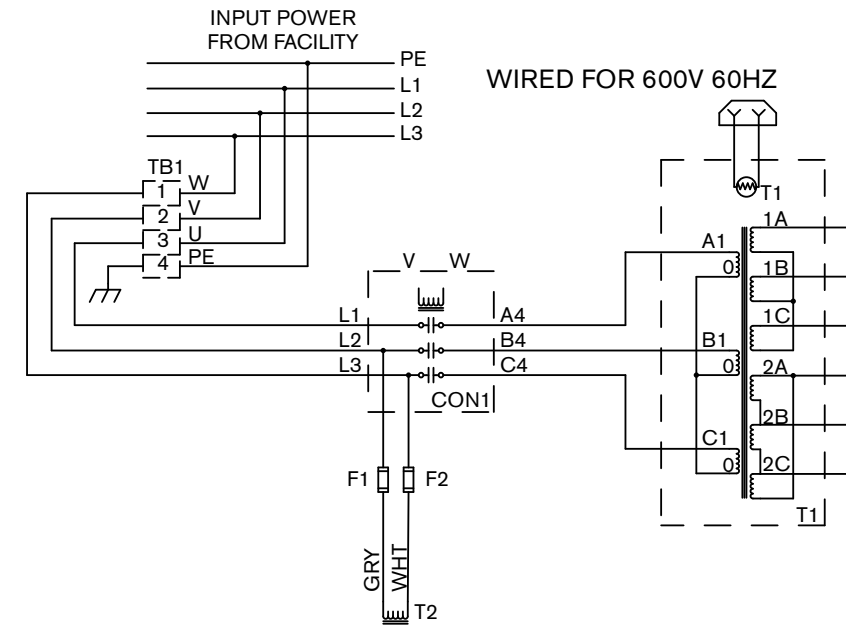 INPUT POWER
FROM FACILITY
PE
L1
L2
L3
WIRED FOR 600V 60HZ
TB1
1 W
2 V
3 U
4 PE
T1
1A
A1
0
1B
1C
B1
0
2A
2B
C1
0
2C
T1
V W
L1 A4
L2 B4
L3 C4
CON1
F1 F2
GRY
WHT
T2